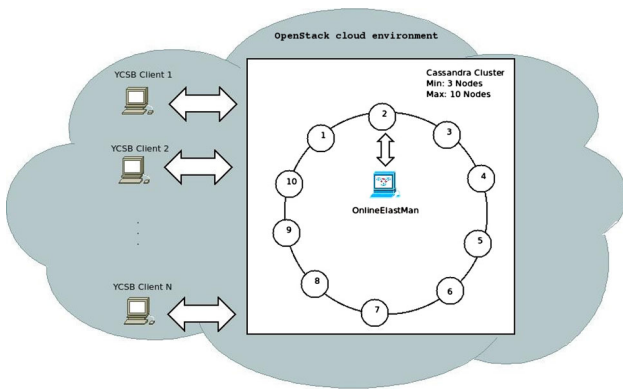 OpenStack cloud environment
YCSB Client 1
Cassandra Cluster
Min: 3 Nodes
Max: 10 Nodes
YCSB Client 2
.
.
.
YCSB Client N
1
2
3
4
5
6
7
8
9
10
OnlineElastMan